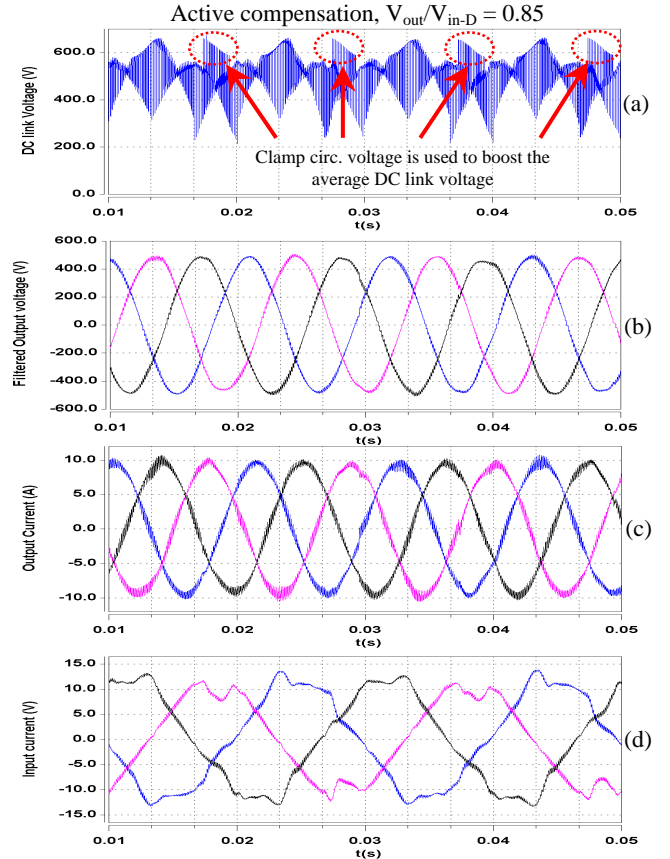 Active compensation, Vout/Vin-D = 0.85
DC link Voltage (V)
600.0
400.0
200.0
0.0
(a)
Clamp circ. voltage is used to boost the
average DC link voltage
0.01 0.02 0.03 0.04 0.05
t(s)
Filtered Output voltage (V)
600.0
400.0
200.0
0.0
-200.0
-400.0
-600.0
(b)
0.01 0.02 0.03 0.04 0.05
t(s)
Output Current (A)
10.0
5.0
0.0
-5.0
-10.0
(c)
0.01 0.02 0.03 0.04 0.05
t(s)
Input current (V)
15.0
10.0
5.0
0.0
-5.0
-10.0
-15.0
(d)
0.01 0.02 0.03 0.04 0.05
t(s)